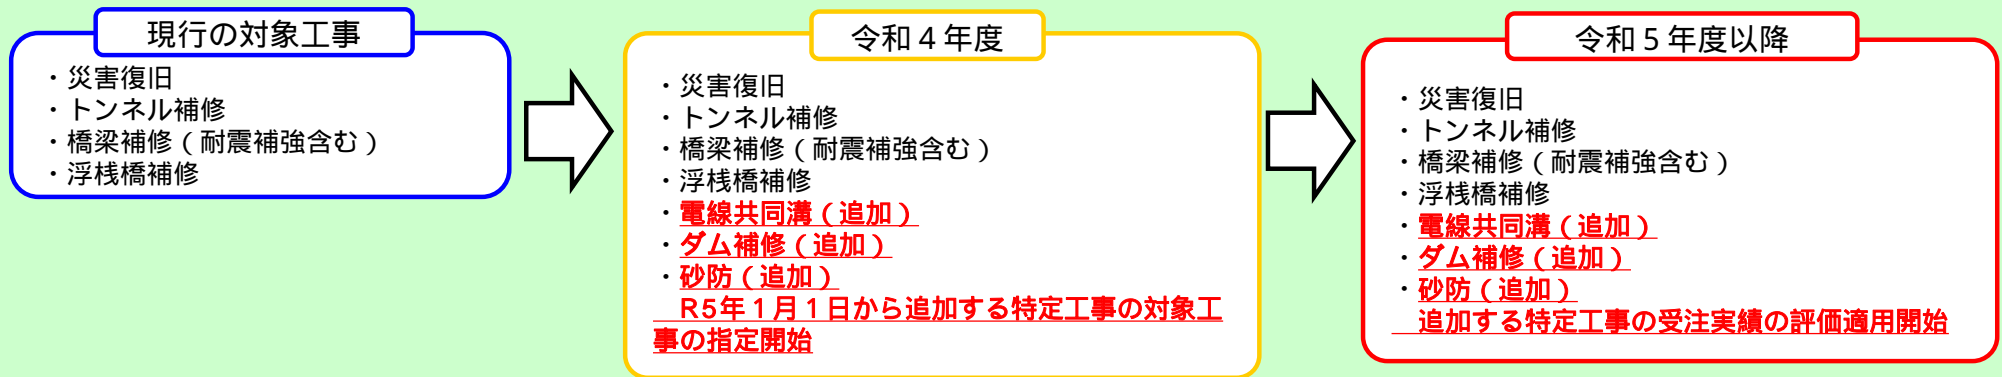 現行の対象工事
・災害復旧
・トンネル補修
・橋梁補修（耐震補強含む）
・浮桟橋補修
令和４年度
・災害復旧
・トンネル補修
・橋梁補修（耐震補強含む）
・浮桟橋補修
・電線共同溝（追加）
・ダム補修（追加）
・砂防（追加）
R5年１月１日から追加する特定工事の対象工
事の指定開始
令和５年度以降
・災害復旧
・トンネル補修
・橋梁補修（耐震補強含む）
・浮桟橋補修
・電線共同溝（追加）
・ダム補修（追加）
・砂防（追加）
追加する特定工事の受注実績の評価適用開始